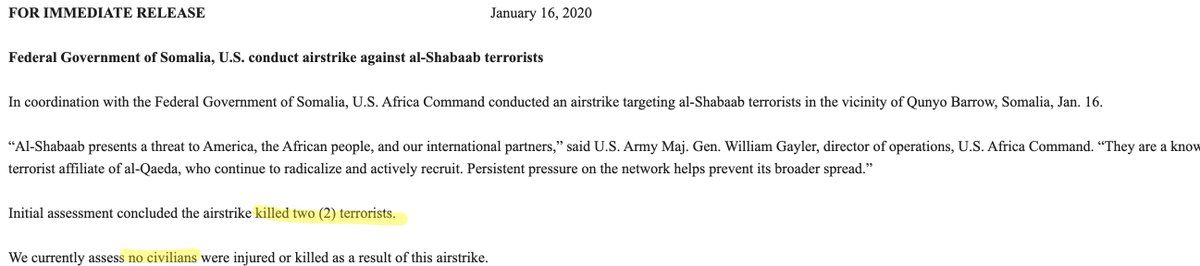 FOR IMMEDIATE RELEASE January 16, 2020
Federal Government of Somalia, U.S. conduct airstrike against al-Shabaab terrorists
In coordination with the Federal Government of Somalia, U.S. Africa Command conducted an airstrike targeting al-Shabaab terrorists in the vicinity of Qunyo Barrow, Somalia, Jan. 16.
“Al-Shabaab presents a threat to America, the African people, and our international partners,” said U.S. Army Maj. Gen. William Gayler, director of operations, U.S. Africa Command. “They are a know
terrorist affiliate of al-Qaeda, who continue to radicalize and actively recruit. Persistent pressure on the network helps prevent its broader spread.”
Initial assessment concluded the airstrike killed two (2) terrorists.
We currently assess no civilians were injured or killed as a result of this airstrike.